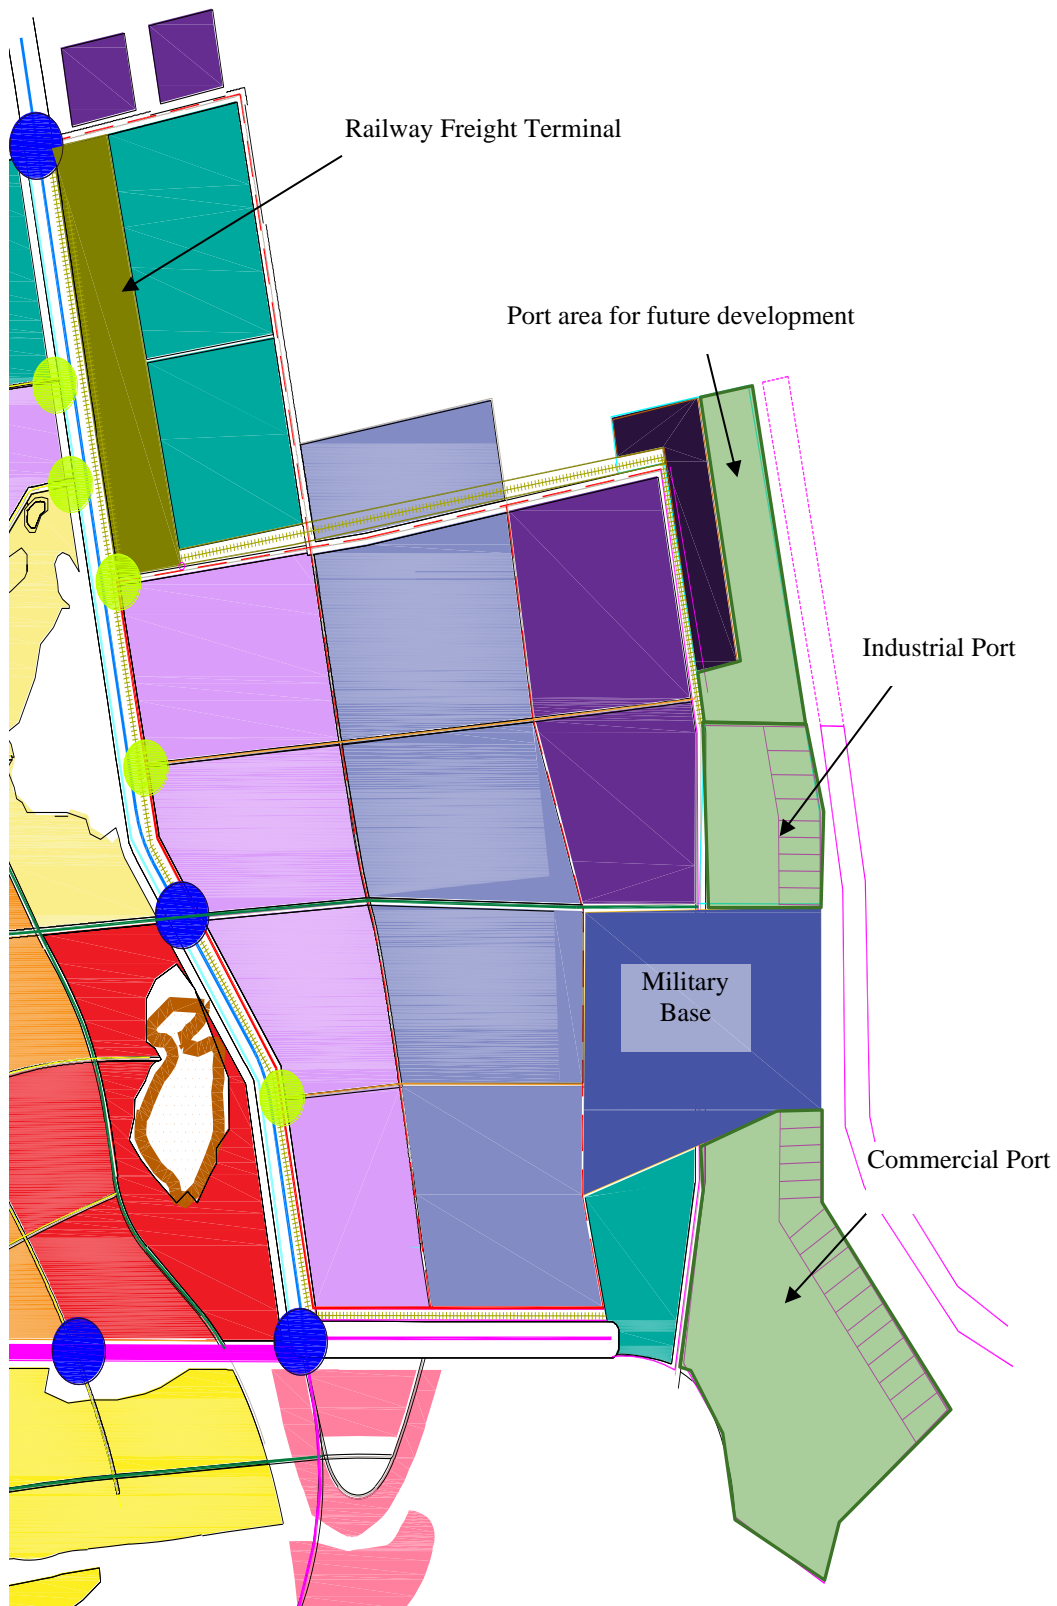 Railway Freight Terminal
Port area for future development
Industrial Port
Military
Base
Commercial Port